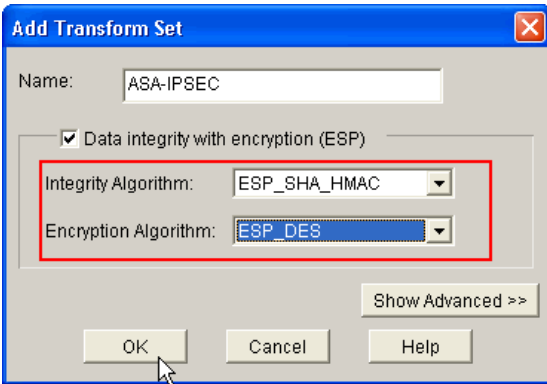 Add Transform Set
Name: ASA-IPSEC
Data integrity with encryption (ESP)
Integrity Algorithm: ESP_SHA_HMAC
Encryption Algorithm: ESP_DES
Show Advanced >>
OK Cancel Help